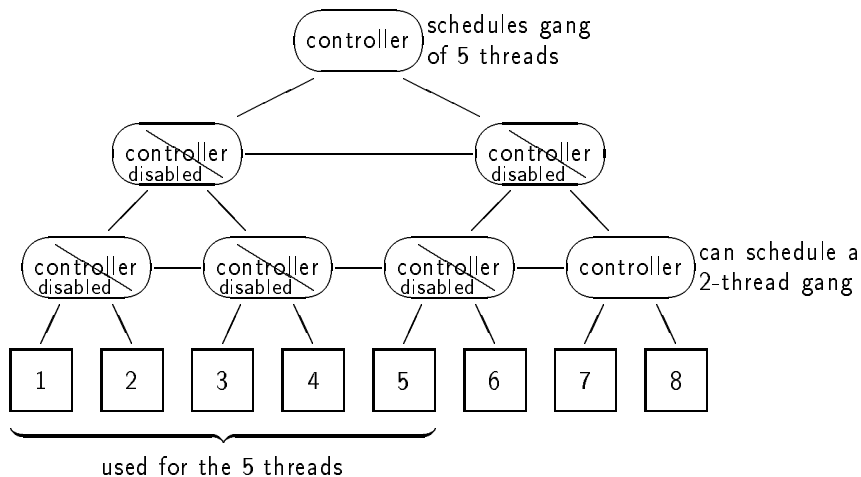 controller
schedules gang
of 5 threads
controller
disabled
controller
disabled
controller
disabled
controller
disabled
controller
disabled
controller
can schedule a
2-thread gang
1 2 3 4 5 6 7 8
used for the 5 threads